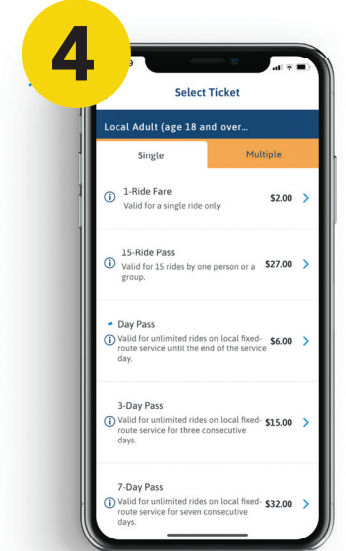 4
9
Select Ticket
Local Adult (age 18 and over...
Single Multiple
1-Ride Fare
Valid for a single ride only
$2.00
15-Ride Pass
Valid for 15 rides by one person or a
group.
$27.00
Day Pass
Valid for unlimited rides on local fixed-
route service until the end of the service
day.
$6.00
3-Day Pass
Valid for unlimited rides on local fixed-
route service for three consecutive
days.
$15.00
7-Day Pass
Valid for unlimited rides on local fixed-
route service for seven consecutive
days.
$32.00